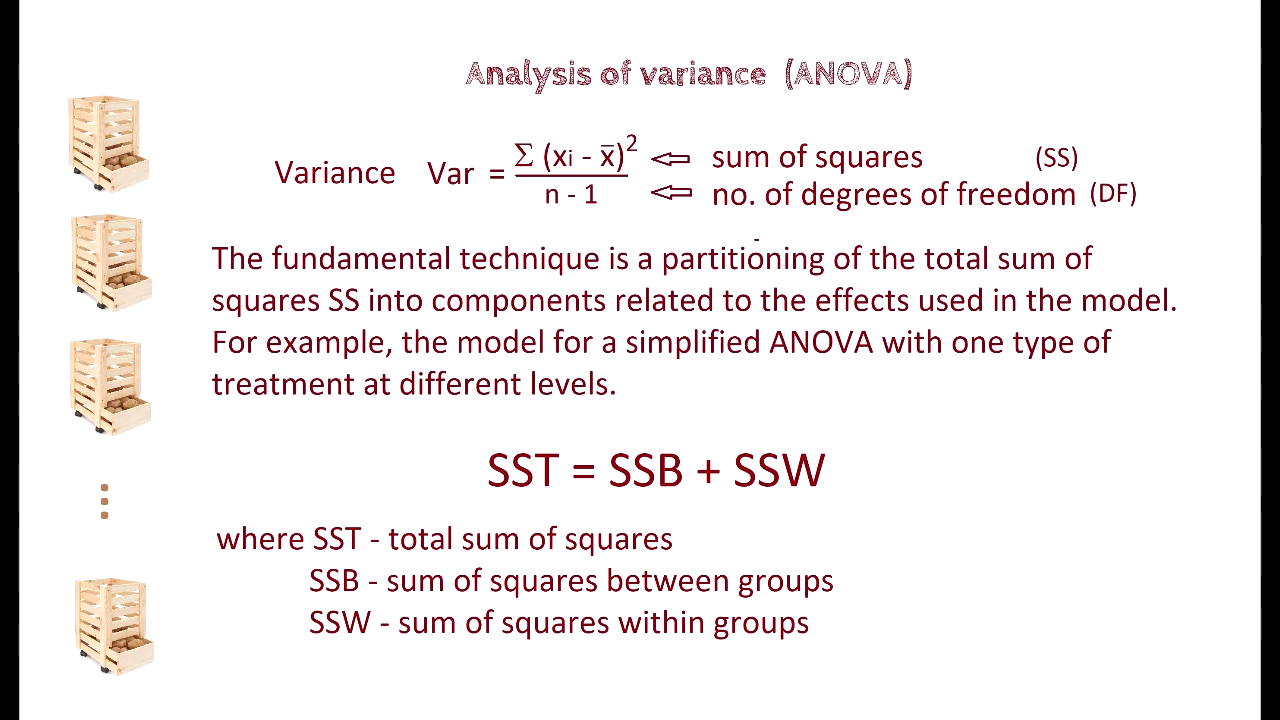 Analysis of variance (ANOVA)
Variance Var = Σ (xi - x̄)² / n - 1
⇐ sum of squares (SS)
⇐ no. of degrees of freedom (DF)
The fundamental technique is a partitioning of the total sum of
squares SS into components related to the effects used in the model.
For example, the model for a simplified ANOVA with one type of
treatment at different levels.
SST = SSB + SSW
where SST - total sum of squares
SSB - sum of squares between groups
SSW - sum of squares within groups